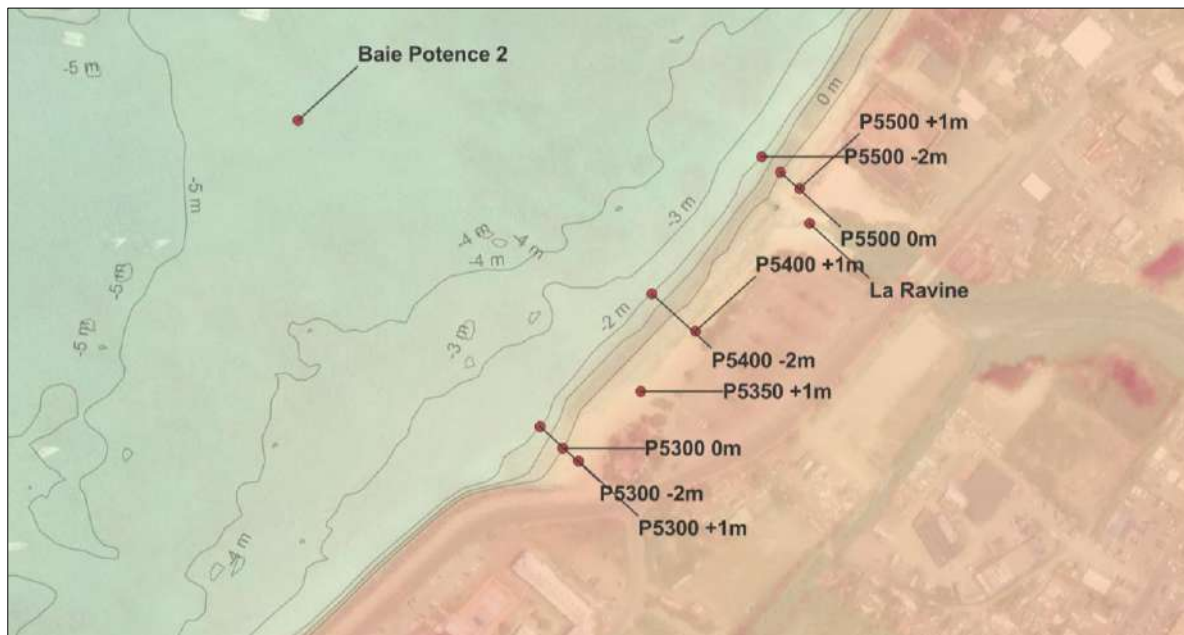 Baie Potence 2
-5 m
0 m
P5500 +1m
P5500 -2m
-5 m
-3 m
-4 m
-4 m
-4 m
P5500 0m
P5400 +1m
-5 m
La Ravine
-2 m
-5 m
-3 m
P5400 -2m
P5350 +1m
P5300 0m
P5300 -2m
P5300 +1m
-4 m